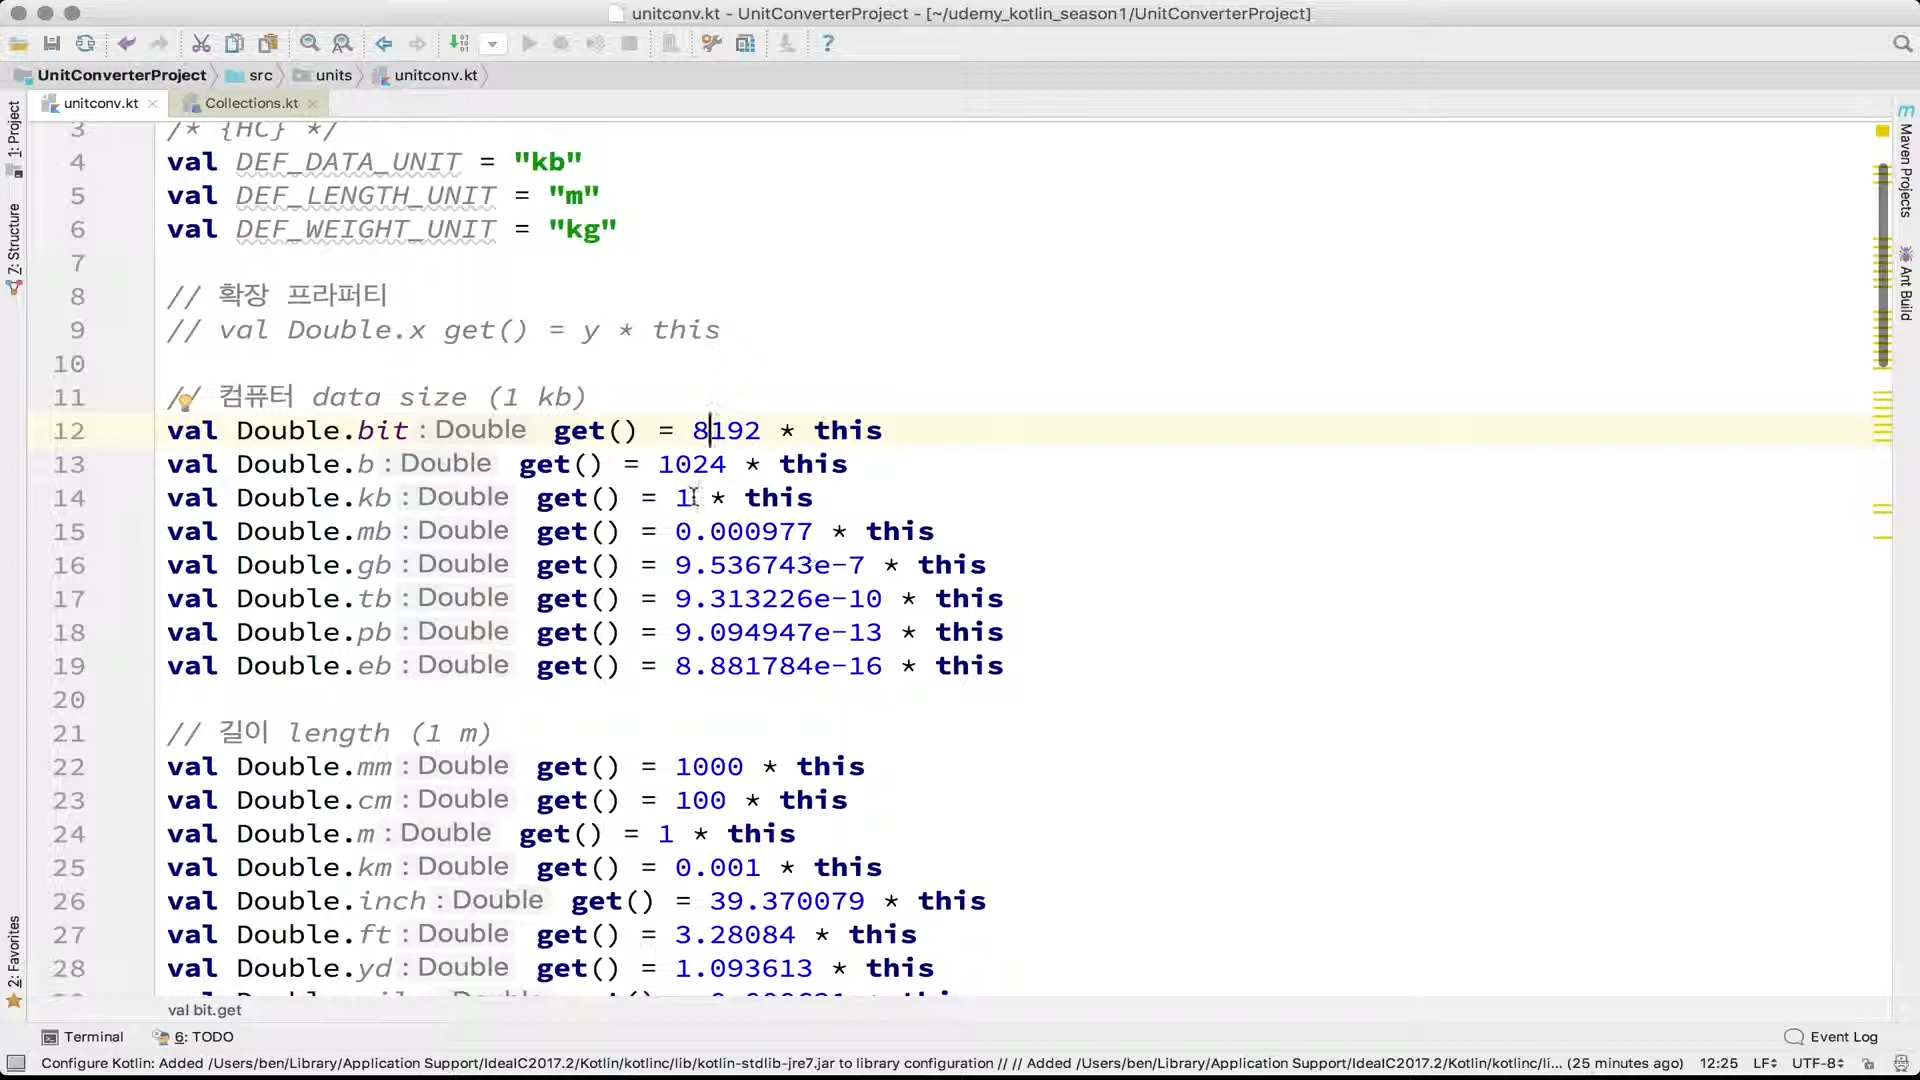 unitconv.kt - UnitConverterProject - [~/udemy_kotlin_season1/UnitConverterProject]
UnitConverterProject src units unitconv.kt
unitconv.kt Collections.kt
1: Project
7: Structure
2: Favorites
Maven Projects
Ant Build
3 /* {HC} */
4 val DEF_DATA_UNIT = "kb"
5 val DEF_LENGTH_UNIT = "m"
6 val DEF_WEIGHT_UNIT = "kg"
7
8 // 확장 프라퍼티
9 // val Double.x get() = y * this
10
11 // 컴퓨터 data size (1 kb)
12 val Double.bit : Double get() = 8192 * this
13 val Double.b : Double get() = 1024 * this
14 val Double.kb : Double get() = 1 * this
15 val Double.mb : Double get() = 0.000977 * this
16 val Double.gb : Double get() = 9.536743e-7 * this
17 val Double.tb : Double get() = 9.313226e-10 * this
18 val Double.pb : Double get() = 9.094947e-13 * this
19 val Double.eb : Double get() = 8.881784e-16 * this
20
21 // 길이 length (1 m)
22 val Double.mm : Double get() = 1000 * this
23 val Double.cm : Double get() = 100 * this
24 val Double.m : Double get() = 1 * this
25 val Double.km : Double get() = 0.001 * this
26 val Double.inch : Double get() = 39.370079 * this
27 val Double.ft : Double get() = 3.28084 * this
28 val Double.yd : Double get() = 1.093613 * this
val bit.get
Terminal 6: TODO Event Log
Configure Kotlin: Added /Users/ben/Library/Application Support/IdeaIC2017.2/Kotlin/kotlinc/lib/kotlin-stdlib-jre7.jar to library configuration // // Added /Users/ben/Library/Application Support/IdeaIC2017.2/Kotlin/kotlinc/li... (25 minutes ago) 12:25 LF UTF-8